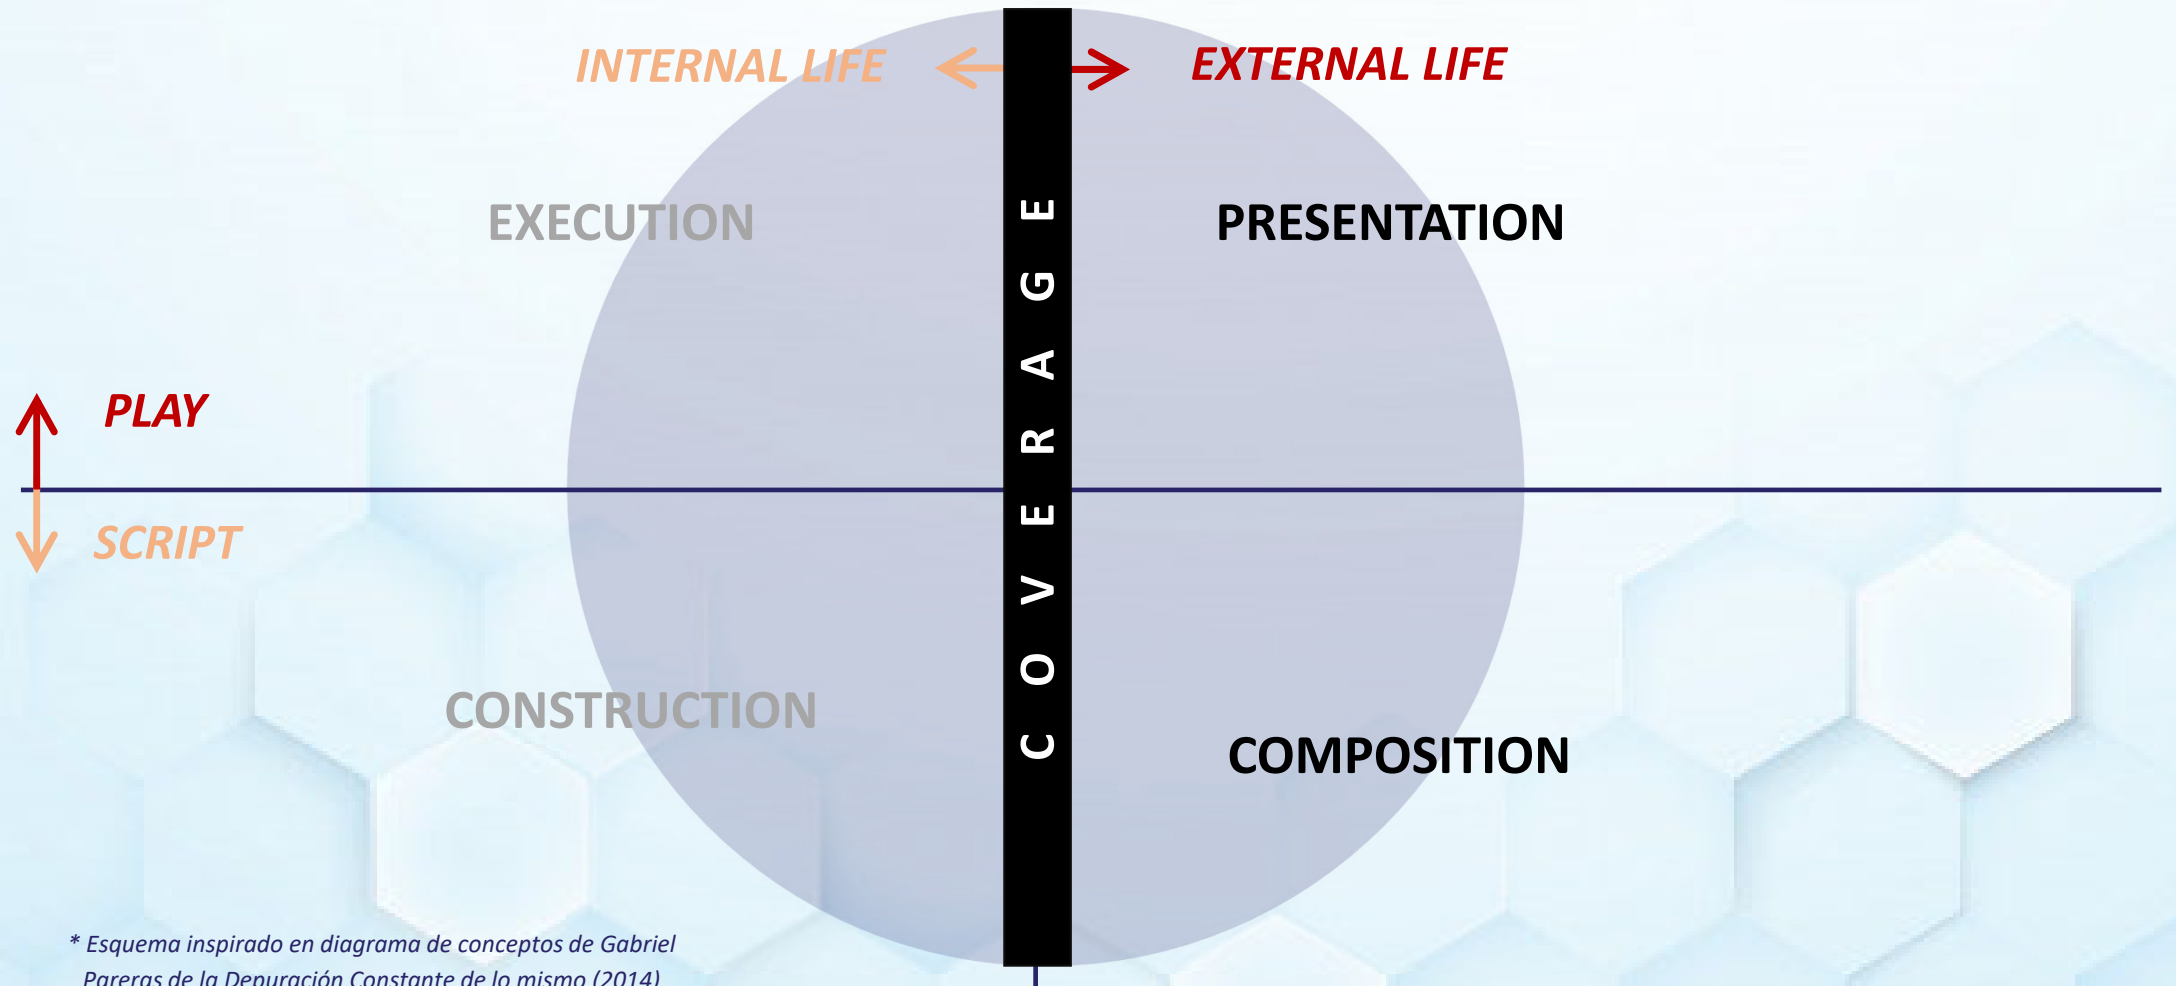 INTERNAL LIFE
EXTERNAL LIFE
EXECUTION
PRESENTATION
COVERAGE
PLAY
SCRIPT
CONSTRUCTION
COMPOSITION
* Esquema inspirado en diagrama de conceptos de Gabriel
Pareras de la Depuración Constante de lo mismo (2014)